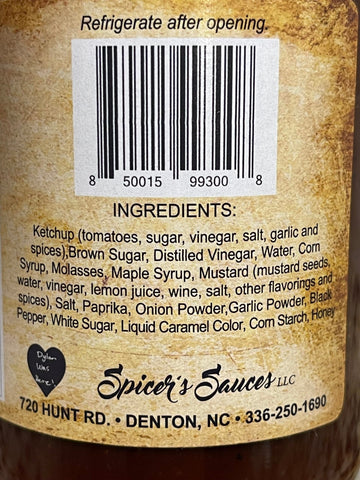 Refrigerate after opening.
8 50015 99300 8
INGREDIENTS:
Ketchup (tomatoes, sugar, vinegar, salt, garlic and
spices),Brown Sugar, Distilled Vinegar, Water, Corn
Syrup, Molasses, Maple Syrup, Mustard (mustard seeds,
water, vinegar, lemon juice, wine, salt, other flavorings and
spices), Salt, Paprika, Onion Powder,Garlic Powder, Black
Pepper, White Sugar, Liquid Caramel Color, Corn Starch, Honey
Dylan
was
here!
Spicer's Sauces LLC
720 HUNT RD. • DENTON, NC • 336-250-1690